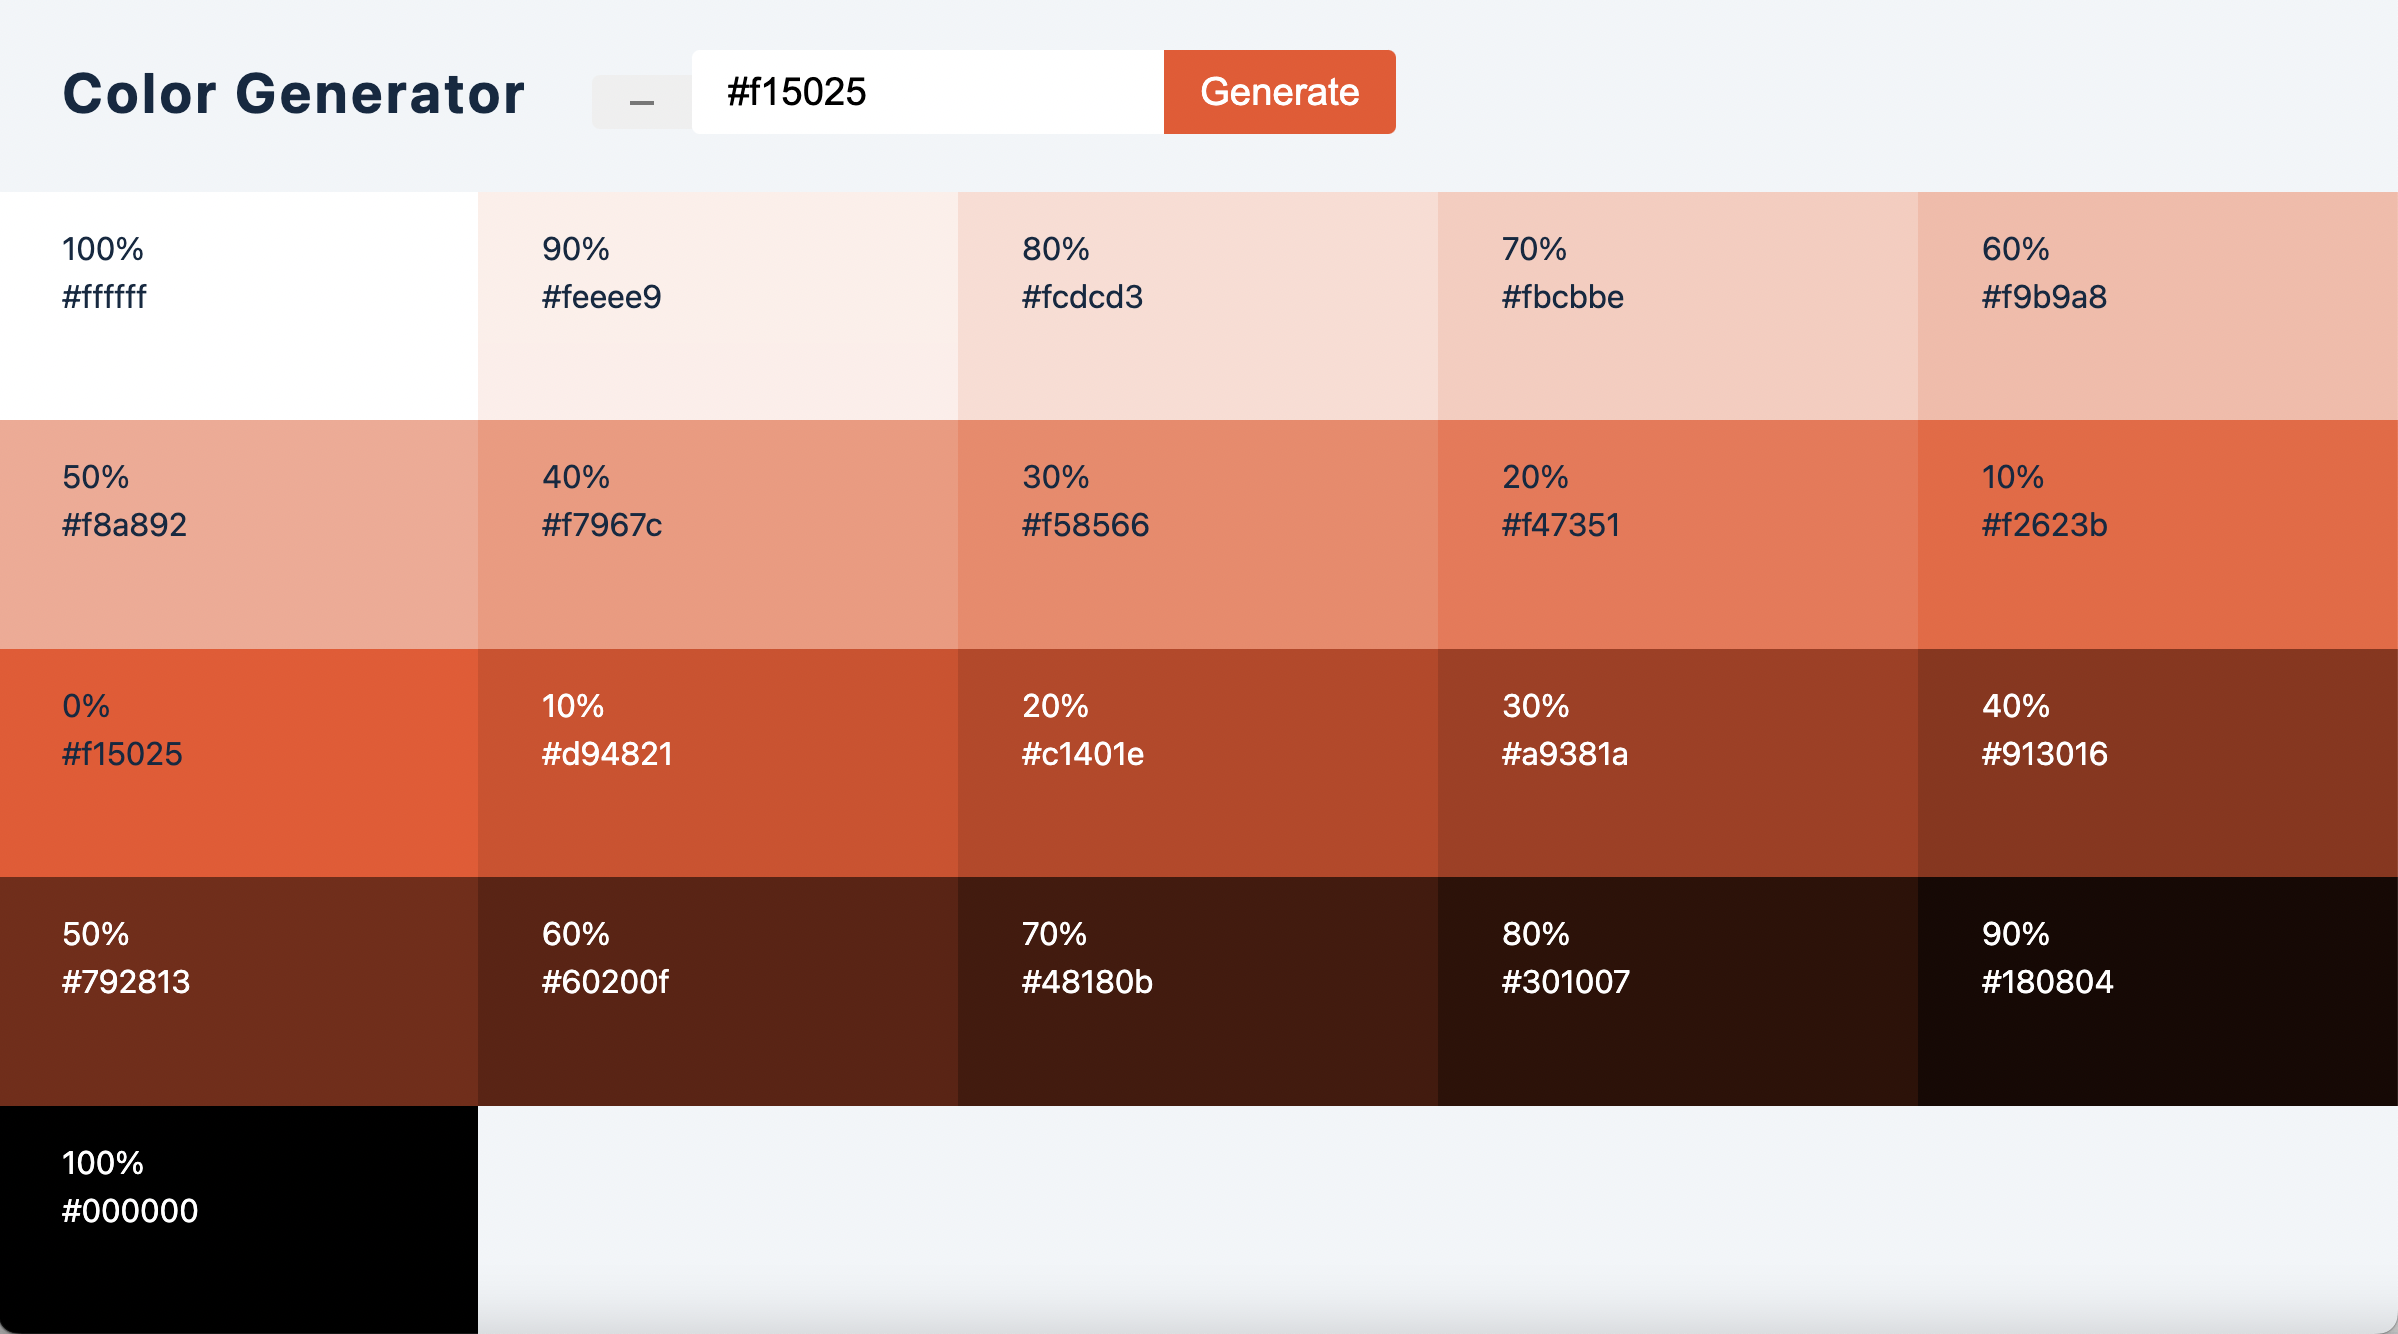 Color Generator
#f15025
Generate
100%
#ffffff
90%
#feeee9
80%
#fcdcd3
70%
#fbcbbe
60%
#f9b9a8
50%
#f8a892
40%
#f7967c
30%
#f58566
20%
#f47351
10%
#f2623b
0%
#f15025
10%
#d94821
20%
#c1401e
30%
#a9381a
40%
#913016
50%
#792813
60%
#60200f
70%
#48180b
80%
#301007
90%
#180804
100%
#000000